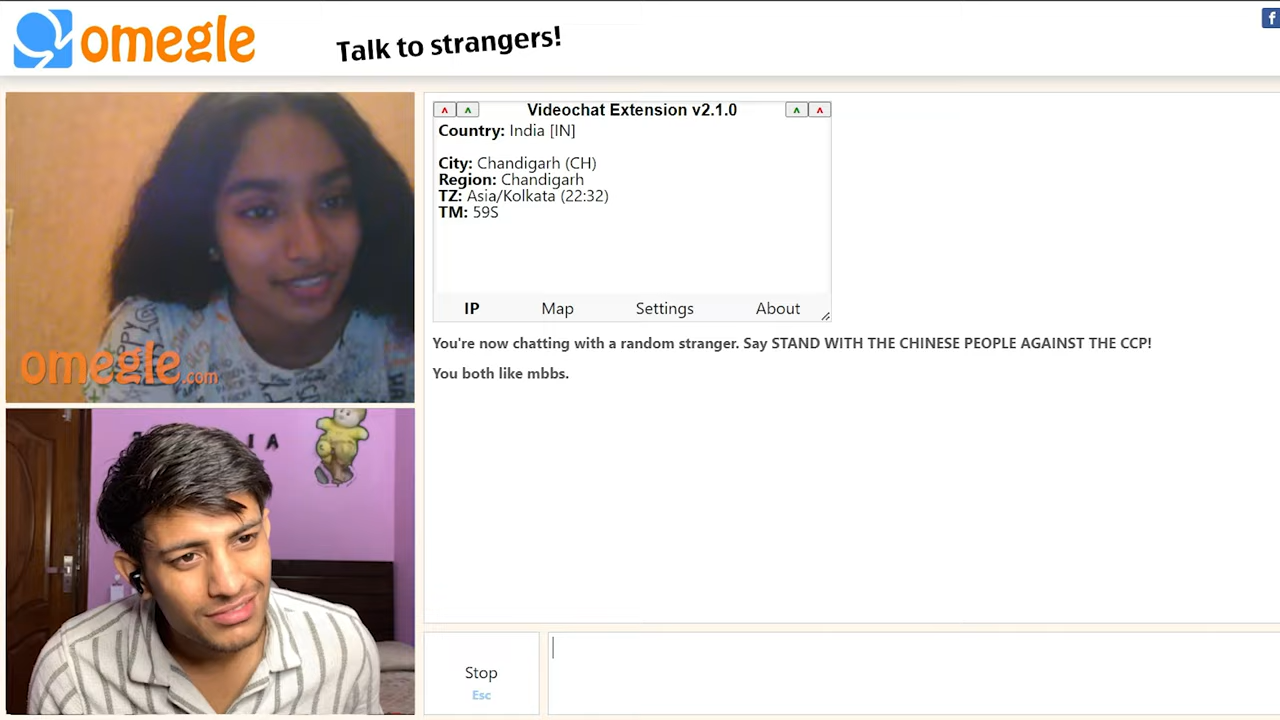 omegle
Talk to strangers!
f
^ ^ Videochat Extension v2.1.0 ^ ^
Country: India [IN]
City: Chandigarh (CH)
Region: Chandigarh
TZ: Asia/Kolkata (22:32)
TM: 59S
IP Map Settings About
You're now chatting with a random stranger. Say STAND WITH THE CHINESE PEOPLE AGAINST THE CCP!
You both like mbbs.
omegle.com
I A
Stop
Esc